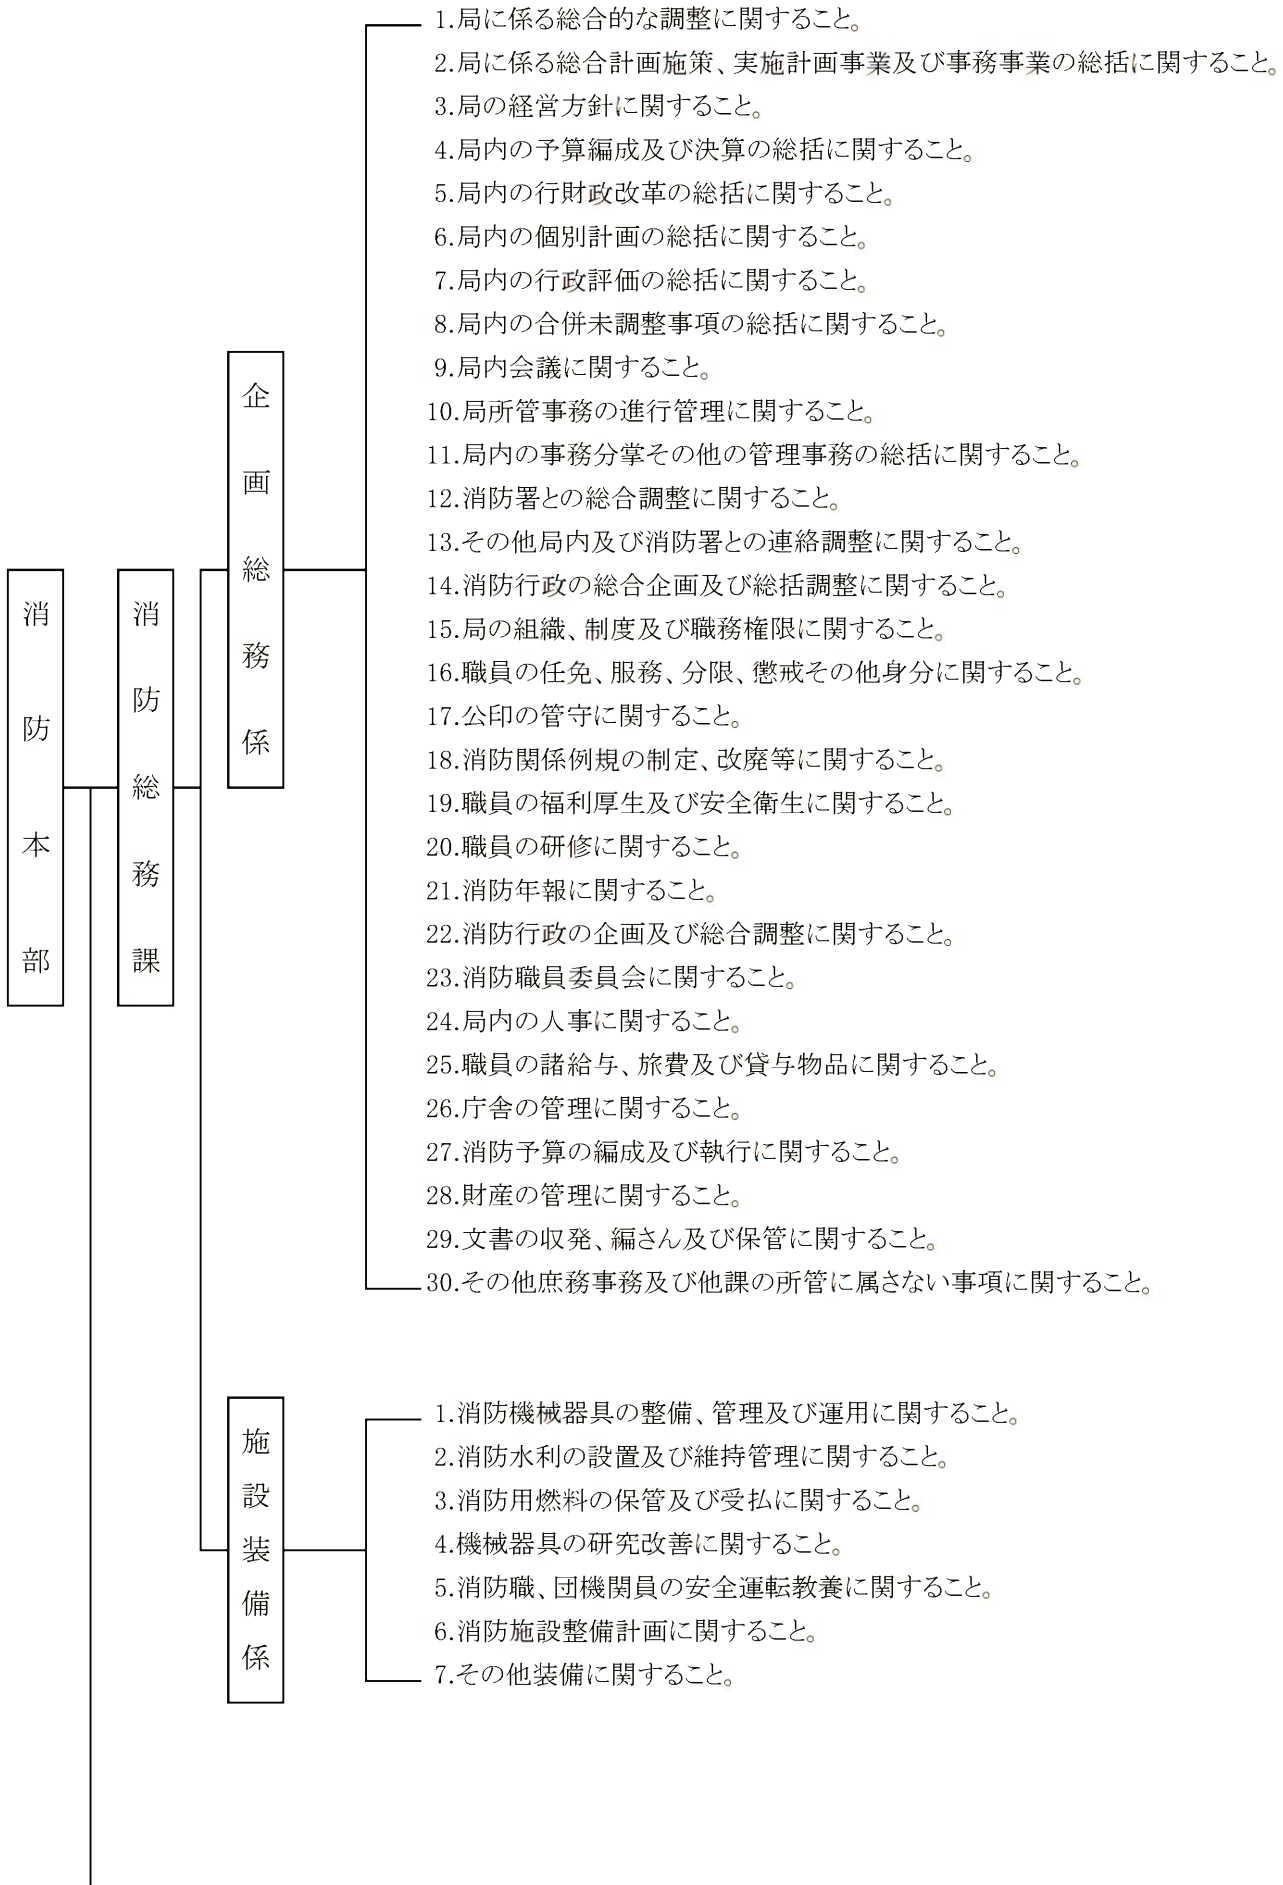 消防本部
消防総務課
企画総務係
1.局に係る総合的な調整に関すること。
2.局に係る総合計画施策、実施計画事業及び事務事業の総括に関すること。
3.局の経営方針に関すること。
4.局内の予算編成及び決算の総括に関すること。
5.局内の行財政改革の総括に関すること。
6.局内の個別計画の総括に関すること。
7.局内の行政評価の総括に関すること。
8.局内の合併未調整事項の総括に関すること。
9.局内会議に関すること。
10.局所管事務の進行管理に関すること。
11.局内の事務分掌その他の管理事務の総括に関すること。
12.消防署との総合調整に関すること。
13.その他局内及び消防署との連絡調整に関すること。
14.消防行政の総合企画及び総括調整に関すること。
15.局の組織、制度及び職務権限に関すること。
16.職員の任免、服務、分限、懲戒その他身分に関すること。
17.公印の管守に関すること。
18.消防関係例規の制定、改廃等に関すること。
19.職員の福利厚生及び安全衛生に関すること。
20.職員の研修に関すること。
21.消防年報に関すること。
22.消防行政の企画及び総合調整に関すること。
23.消防職員委員会に関すること。
24.局内の人事に関すること。
25.職員の諸給与、旅費及び貸与物品に関すること。
26.庁舎の管理に関すること。
27.消防予算の編成及び執行に関すること。
28.財産の管理に関すること。
29.文書の収発、編さん及び保管に関すること。
30.その他庶務事務及び他課の所管に属さない事項に関すること。
施設装備係
1.消防機械器具の整備、管理及び運用に関すること。
2.消防水利の設置及び維持管理に関すること。
3.消防用燃料の保管及び受払に関すること。
4.機械器具の研究改善に関すること。
5.消防職、団機関員の安全運転教養に関すること。
6.消防施設整備計画に関すること。
7.その他装備に関すること。